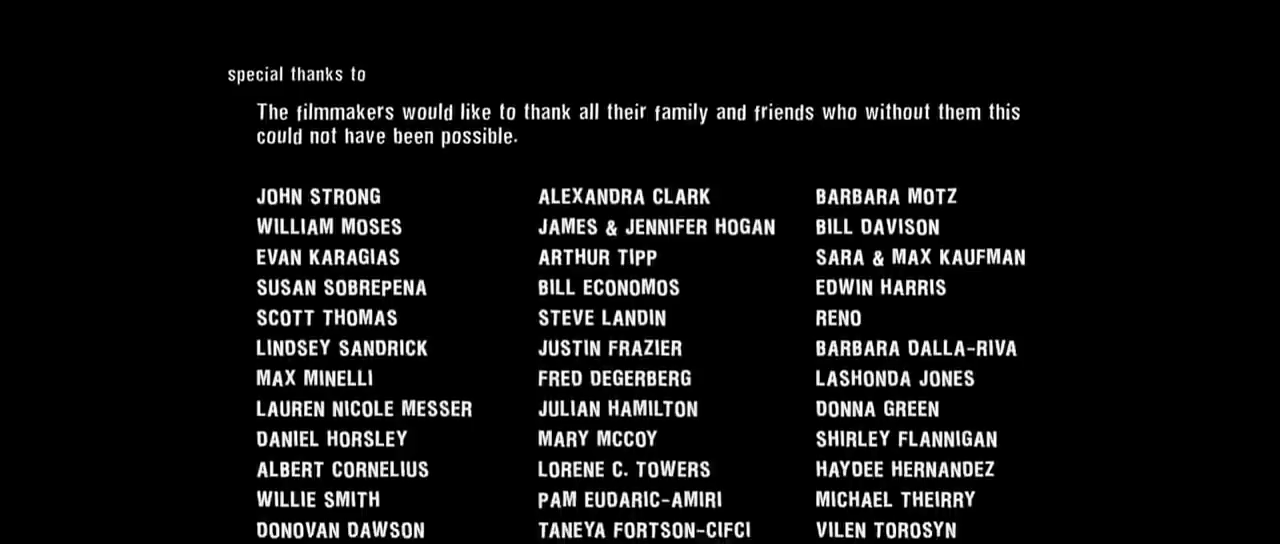 special thanks to
The filmmakers would like to thank all their family and friends who without them this
could not have been possible.
JOHN STRONG ALEXANDRA CLARK BARBARA MOTZ
WILLIAM MOSES JAMES & JENNIFER HOGAN BILL DAVISON
EVAN KARAGIAS ARTHUR TIPP SARA & MAX KAUFMAN
SUSAN SOBREPENA BILL ECONOMOS EDWIN HARRIS
SCOTT THOMAS STEVE LANDIN RENO
LINDSEY SANDRICK JUSTIN FRAZIER BARBARA DALLA-RIVA
MAX MINELLI FRED DEGERBERG LASHONDA JONES
LAUREN NICOLE MESSER JULIAN HAMILTON DONNA GREEN
DANIEL HORSLEY MARY MCCOY SHIRLEY FLANNIGAN
ALBERT CORNELIUS LORENE C. TOWERS HAYDEE HERNANDEZ
WILLIE SMITH PAM EUDARIC-AMIRI MICHAEL THEIRRY
DONOVAN DAWSON TANEYA FORTSON-CIFCI VILEN TOROSYN